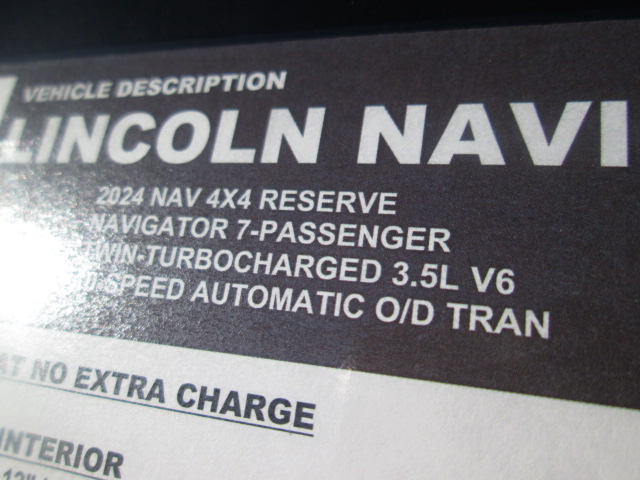 VEHICLE DESCRIPTION
LINCOLN NAVI
2024 NAV 4X4 RESERVE
NAVIGATOR 7-PASSENGER
TWIN-TURBOCHARGED 3.5L V6
SPEED AUTOMATIC O/D TRAN
AT NO EXTRA CHARGE
INTERIOR